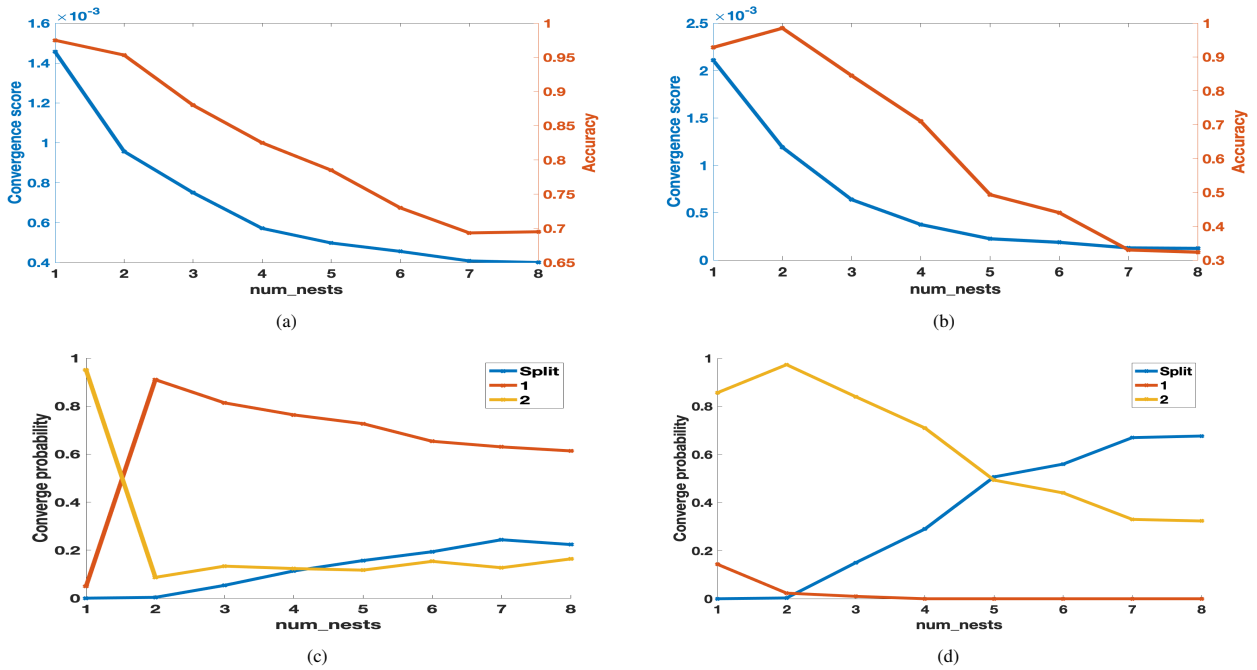 ×10⁻³
1.6
1.4
1.2
1
0.8
0.6
0.4
Convergence score
1
0.95
0.9
0.85
0.8
0.75
0.7
0.65
Accuracy
1 2 3 4 5 6 7 8
num_nests
(a)
×10⁻³
2.5
2
1.5
1
0.5
0
Convergence score
1
0.9
0.8
0.7
0.6
0.5
0.4
0.3
Accuracy
1 2 3 4 5 6 7 8
num_nests
(b)
1
0.8
0.6
0.4
0.2
0
Converge probability
Split
1
2
1 2 3 4 5 6 7 8
num_nests
(c)
1
0.8
0.6
0.4
0.2
0
Converge probability
Split
1
2
1 2 3 4 5 6 7 8
num_nests
(d)